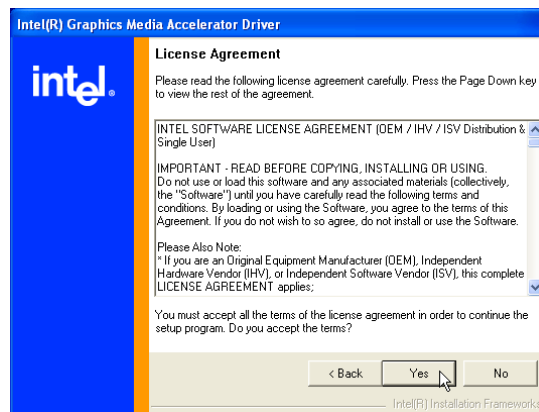 Intel(R) Graphics Media Accelerator Driver
intel®
License Agreement
Please read the following license agreement carefully. Press the Page Down key
to view the rest of the agreement.
INTEL SOFTWARE LICENSE AGREEMENT (OEM / IHV / ISV Distribution &
Single User)
IMPORTANT - READ BEFORE COPYING, INSTALLING OR USING.
Do not use or load this software and any associated materials (collectively,
the "Software") until you have carefully read the following terms and
conditions. By loading or using the Software, you agree to the terms of this
Agreement. If you do not wish to so agree, do not install or use the Software.
Please Also Note:
* If you are an Original Equipment Manufacturer (OEM), Independent
Hardware Vendor (IHV), or Independent Software Vendor (ISV), this complete
LICENSE AGREEMENT applies;
You must accept all the terms of the license agreement in order to continue the
setup program. Do you accept the terms?
< Back Yes No
Intel(R) Installation Frameworks